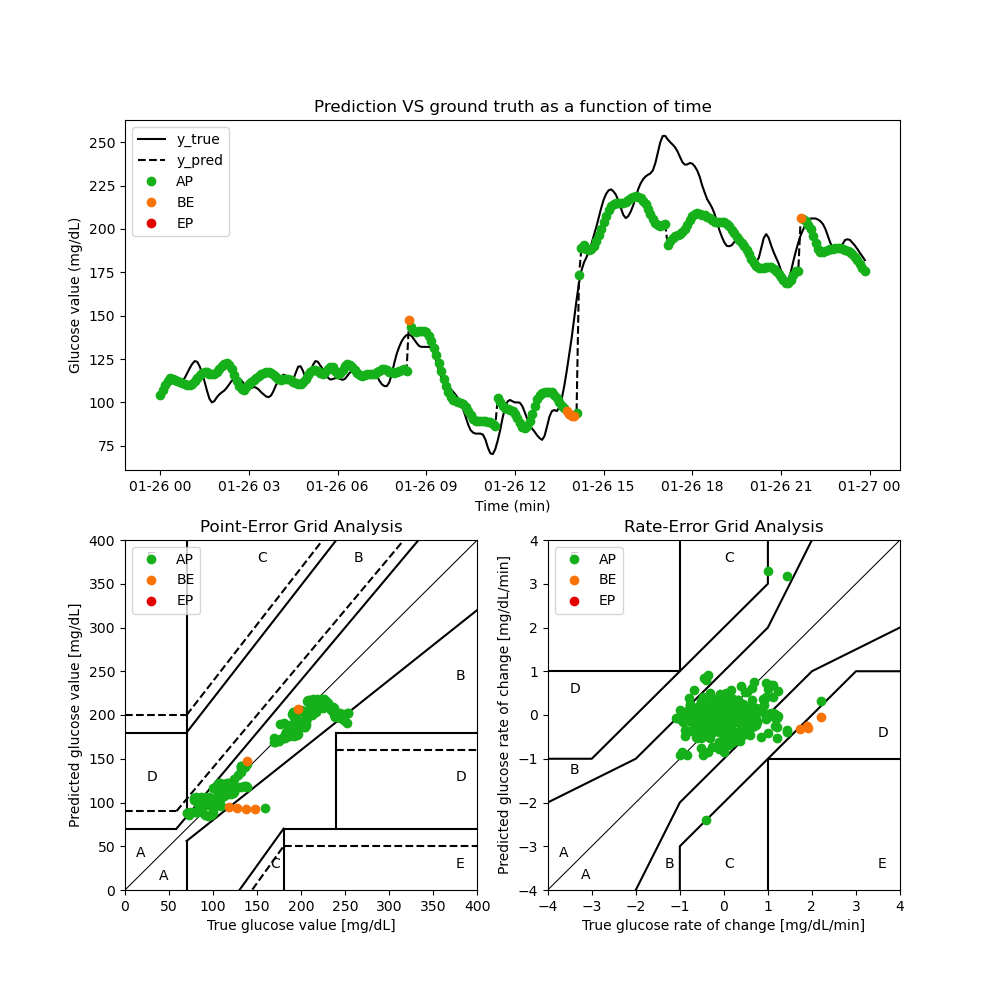 Prediction VS ground truth as a function of time
Glucose value (mg/dL)
250
225
200
175
150
125
100
75
y_true
y_pred
AP
BE
EP
01-26 00 01-26 03 01-26 06 01-26 09 01-26 12 01-26 15 01-26 18 01-26 21 01-27 00
Time (min)
Point-Error Grid Analysis
Predicted glucose value [mg/dL]
400
350
300
250
200
150
100
50
0
AP
BE
EP
C
B
B
D
D
A
A
C
E
0 50 100 150 200 250 300 350 400
True glucose value [mg/dL]
Rate-Error Grid Analysis
Predicted glucose rate of change [mg/dL/min]
4
3
2
1
0
−1
−2
−3
−4
AP
BE
EP
C
D
D
B
A
A
B
C
E
−4 −3 −2 −1 0 1 2 3 4
True glucose rate of change [mg/dL/min]